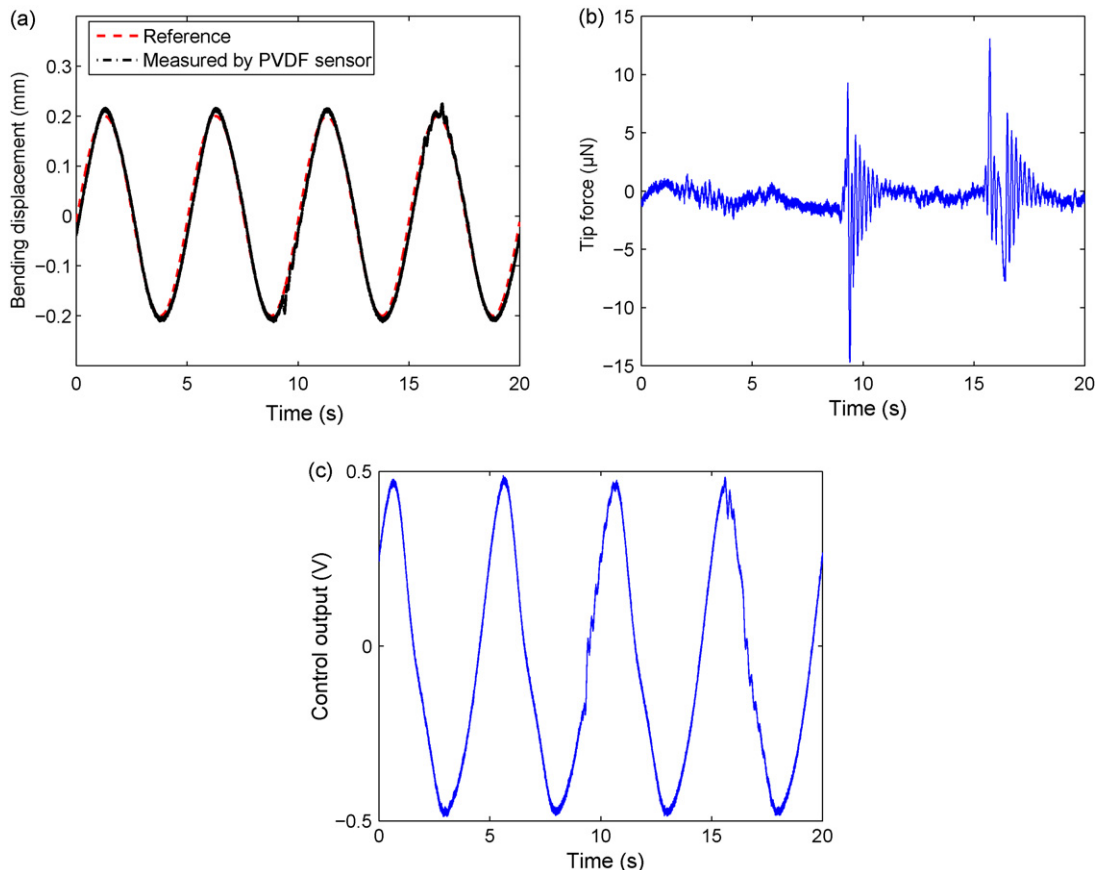 (a)
Reference
Measured by PVDF sensor
Bending displacement (mm)
0.3
0.2
0.1
0
−0.1
−0.2
0 5 10 15 20
Time (s)
(b)
Tip force (µN)
15
10
5
0
−5
−10
−15
0 5 10 15 20
Time (s)
(c)
Control output (V)
0.5
0
−0.5
0 5 10 15 20
Time (s)